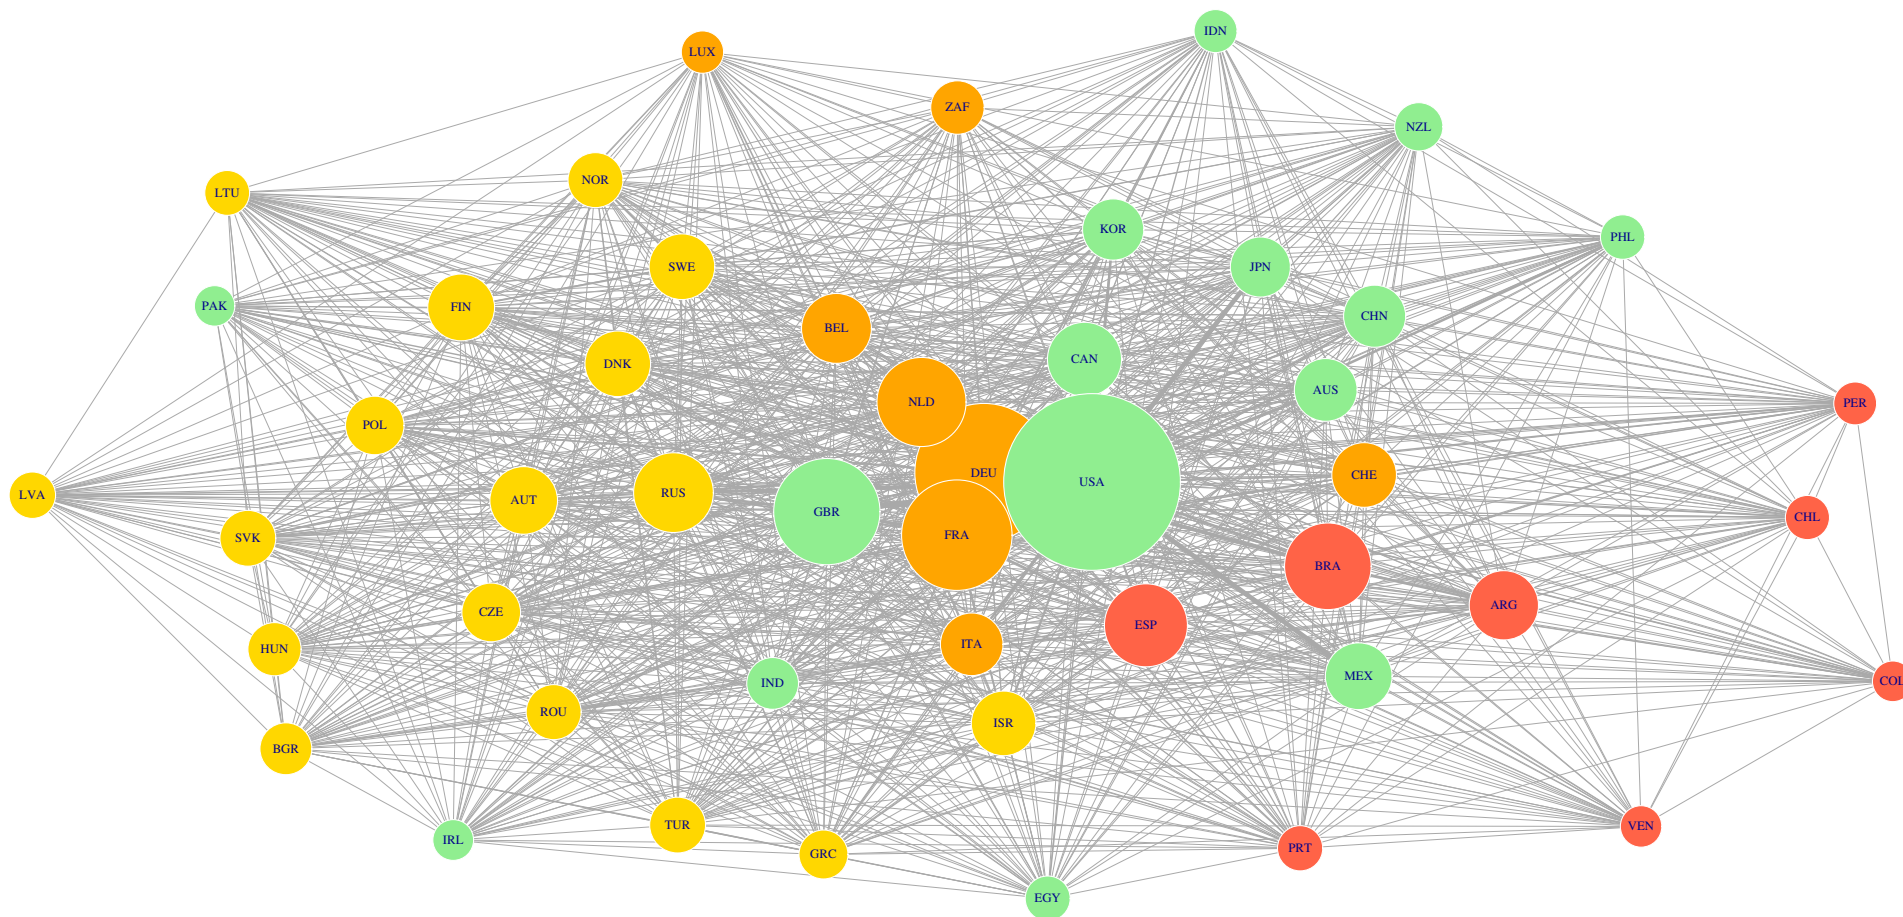 IDN
LUX
ZAF
NZL
NOR
LTU
KOR
PHL
SWE
JPN
PAK
FIN
CHN
BEL
CAN
DNK
AUS
NLD
PER
POL
DEU
CHE
USA
LVA
RUS
AUT
GBR
CHL
FRA
SVK
BRA
ARG
CZE
ESP
ITA
HUN
MEX
COL
IND
ROU
ISR
BGR
TUR
VEN
IRL
PRT
GRC
EGY